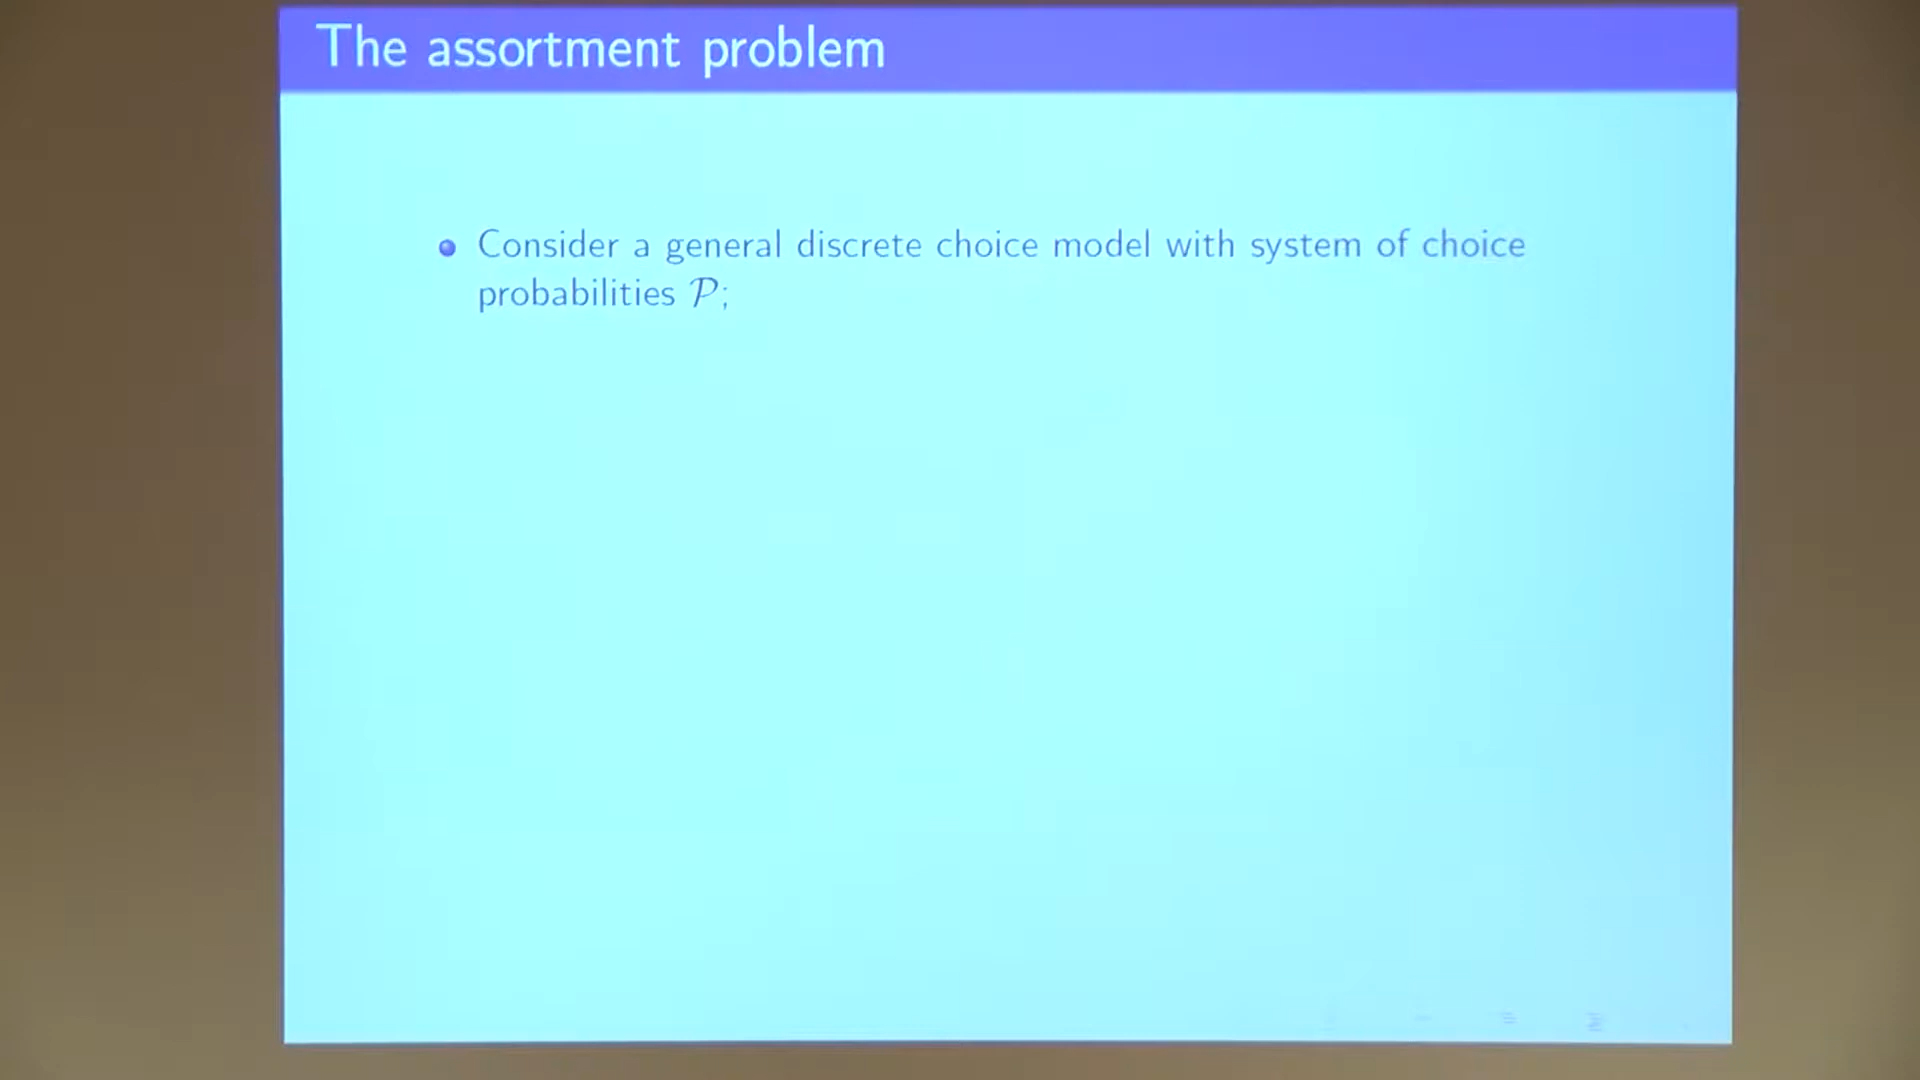 The assortment problem
Consider a general discrete choice model with system of choice
probabilities 𝒫;